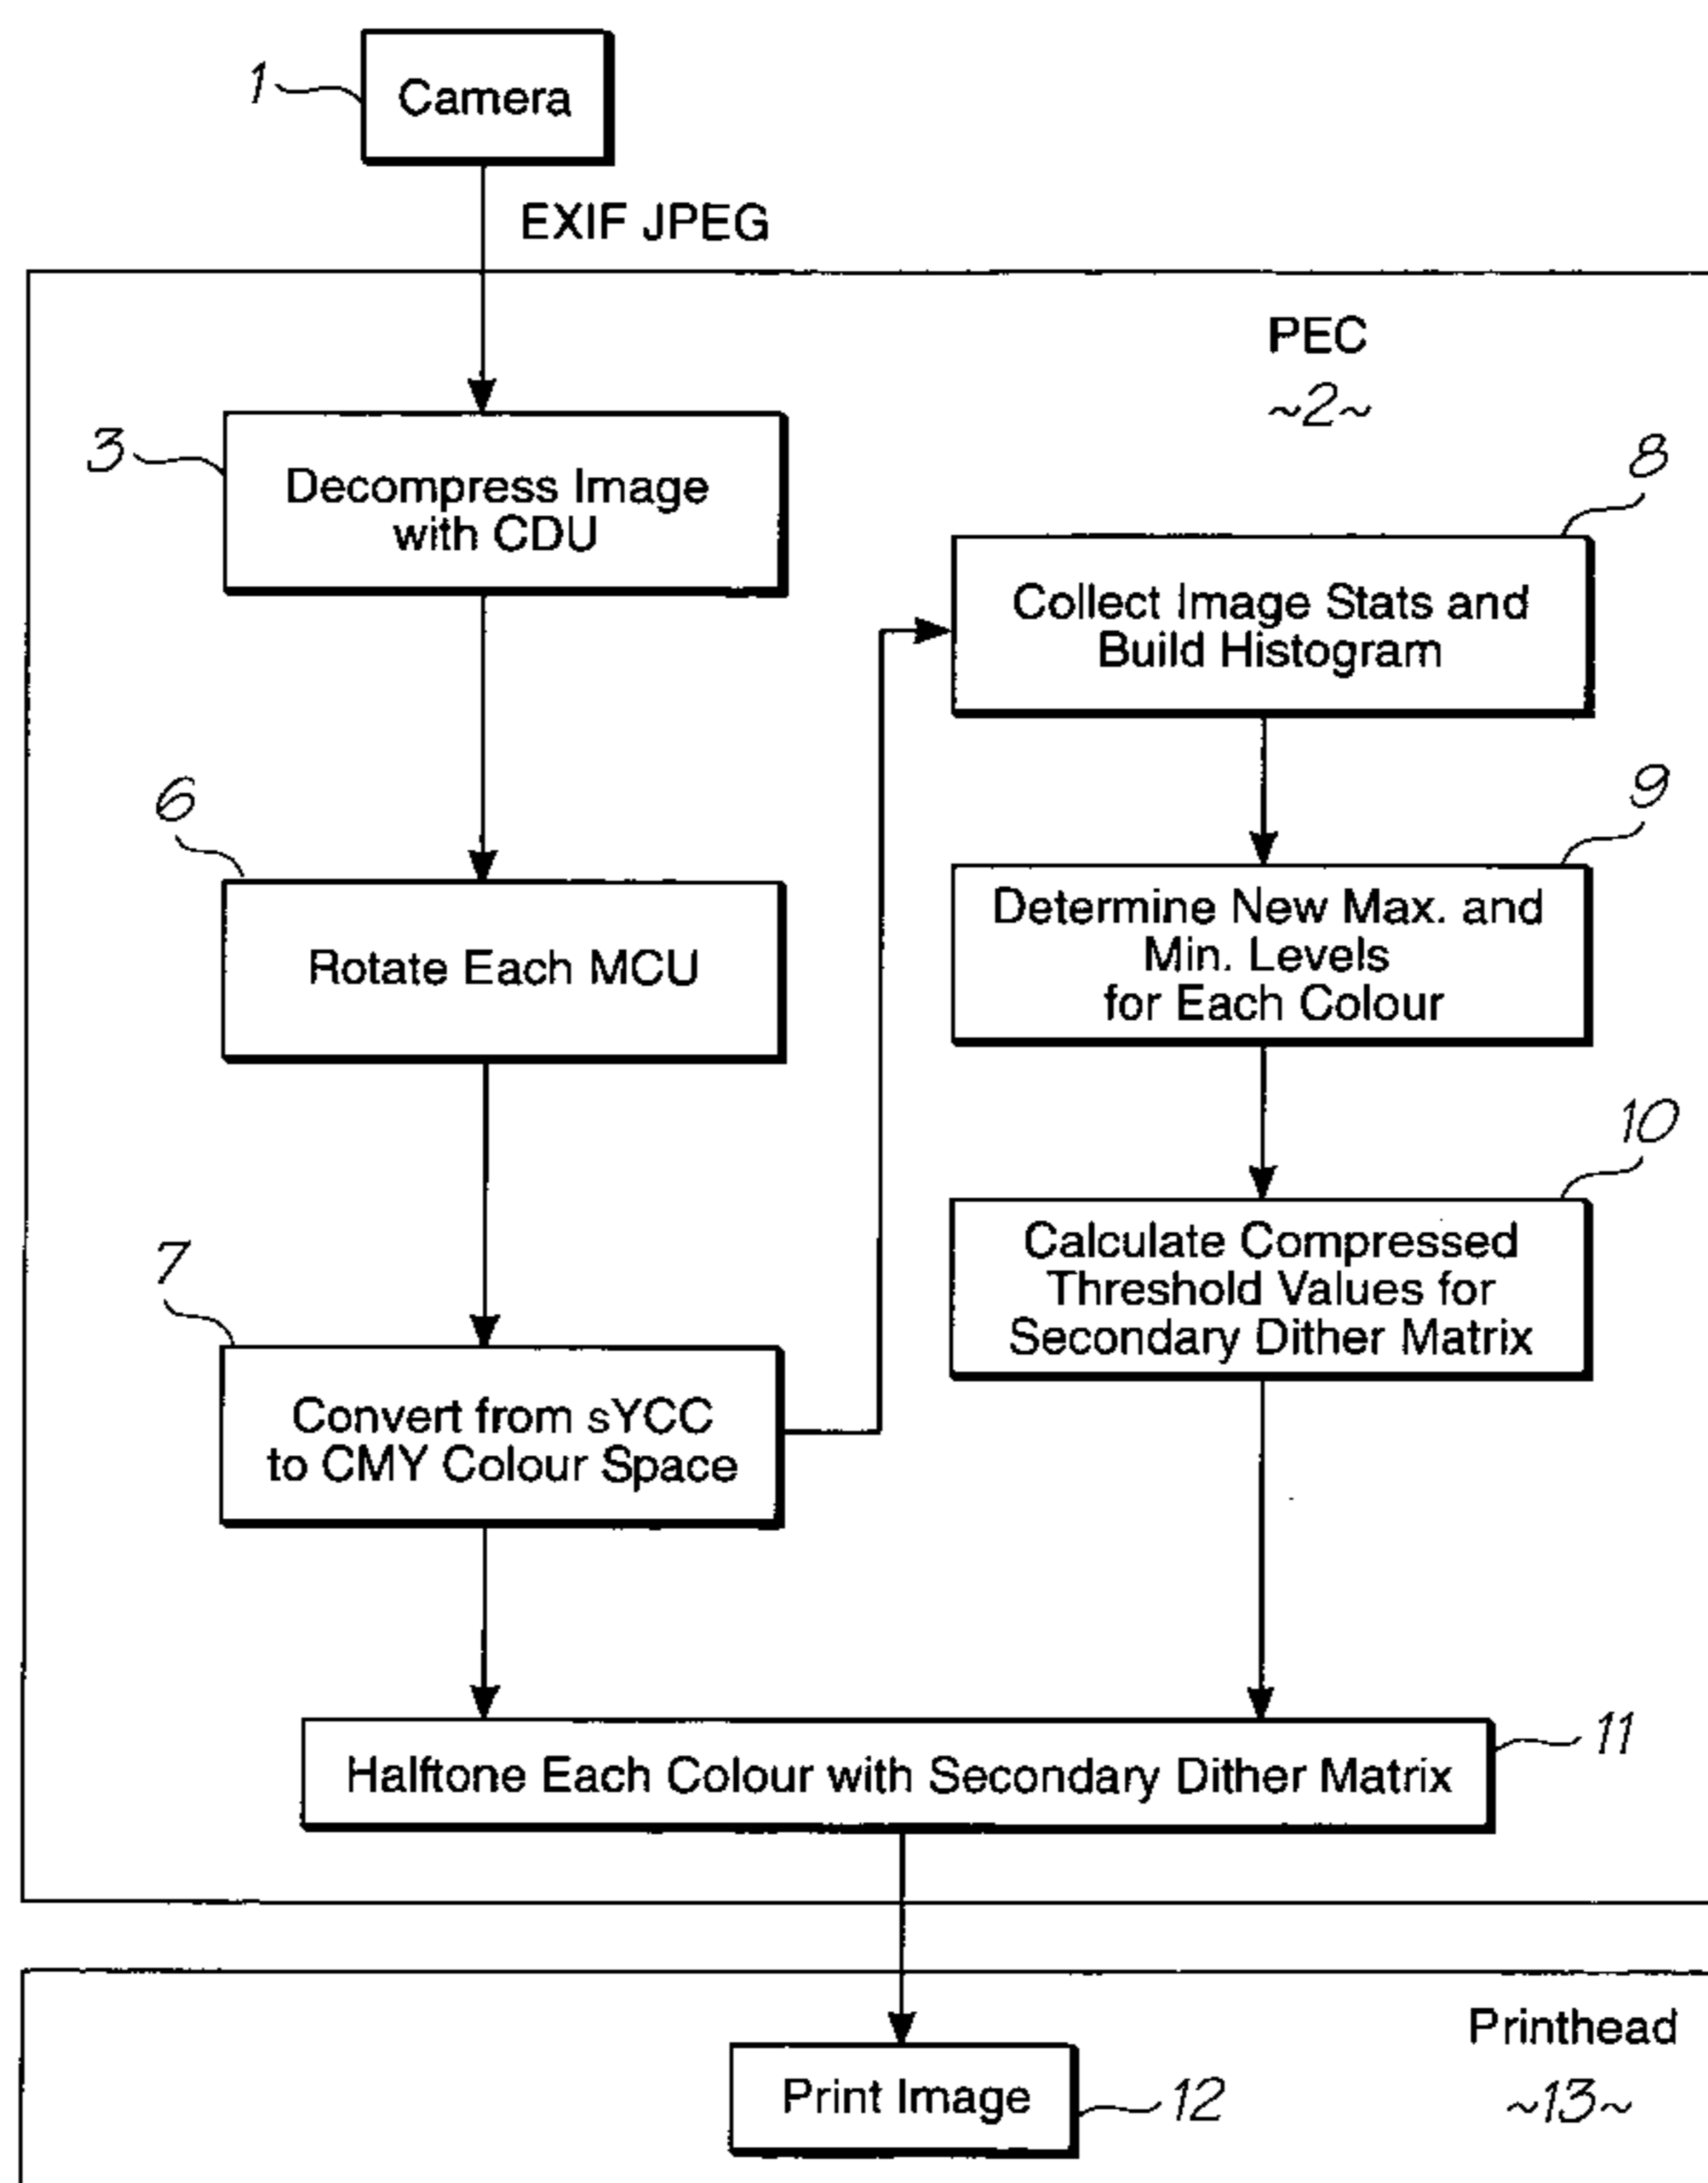 1
Camera
EXIF JPEG
PEC
~2~
3
Decompress Image
with CDU
8
Collect Image Stats and
Build Histogram
6
Rotate Each MCU
9
Determine New Max. and
Min. Levels
for Each Colour
7
Convert from sYCC
to CMY Colour Space
10
Calculate Compressed
Threshold Values for
Secondary Dither Matrix
Halftone Each Colour with Secondary Dither Matrix
11
Printhead
~13~
Print Image
12